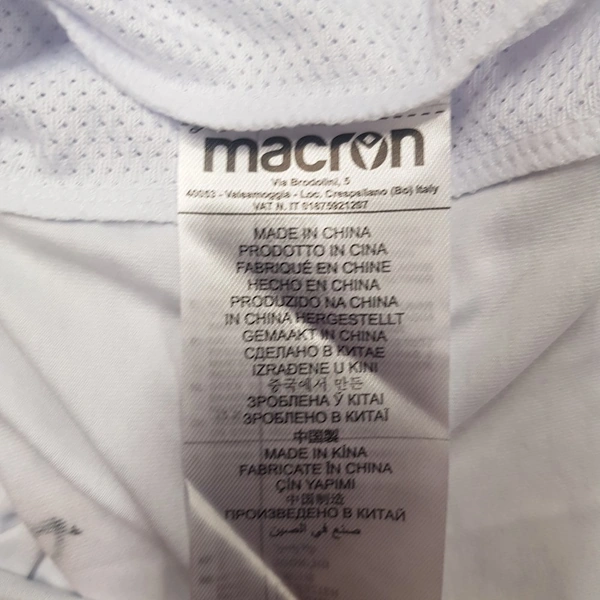 macron
Via Brodolini, 5
40053 - Valsamoggia - Loc. Crespellano (Bo) Italy
VAT N. IT 01675921207
MADE IN CHINA
PRODOTTO IN CINA
FABRIQUÉ EN CHINE
HECHO EN CHINA
PRODUZIDO NA CHINA
IN CHINA HERGESTELLT
GEMAAKT IN CHINA
СДЕЛАНО В КИТАЕ
IZRAĐENE U KINI
중국에서 만든
ЗРОБЛЕНА Ў КІТАІ
ЗРОБЛЕНО В КИТАЇ
中国製
MADE IN KÍNA
FABRICATE ÎN CHINA
ÇİN YAPIMI
中国制造
ПРОИЗВЕДЕНО В КИТАЙ
صنع في الصين